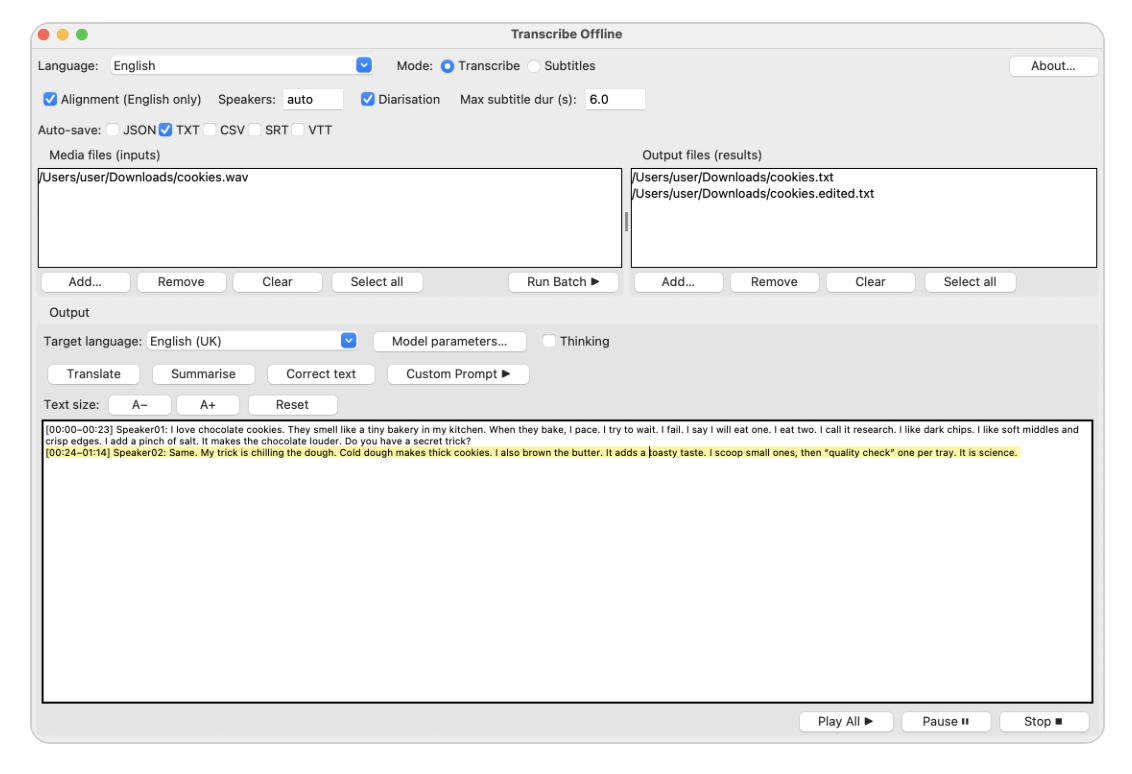 Transcribe Offline
Language: English Mode: Transcribe Subtitles About...
Alignment (English only) Speakers: auto Diarisation Max subtitle dur (s): 6.0
Auto-save: JSON TXT CSV SRT VTT
Media files (inputs) Output files (results)
/Users/user/Downloads/cookies.wav /Users/user/Downloads/cookies.txt
/Users/user/Downloads/cookies.edited.txt
Add... Remove Clear Select all Run Batch ▶ Add... Remove Clear Select all
Output
Target language: English (UK) Model parameters... Thinking
Translate Summarise Correct text Custom Prompt ▶
Text size: A– A+ Reset
[00:00–00:23] Speaker01: I love chocolate cookies. They smell like a tiny bakery in my kitchen. When they bake, I pace. I try to wait. I fail. I say I will eat one. I eat two. I call it research. I like dark chips. I like soft middles and
crisp edges. I add a pinch of salt. It makes the chocolate louder. Do you have a secret trick?
[00:24–01:14] Speaker02: Same. My trick is chilling the dough. Cold dough makes thick cookies. I also brown the butter. It adds a toasty taste. I scoop small ones, then “quality check” one per tray. It is science.
Play All ▶ Pause ⏸ Stop ■